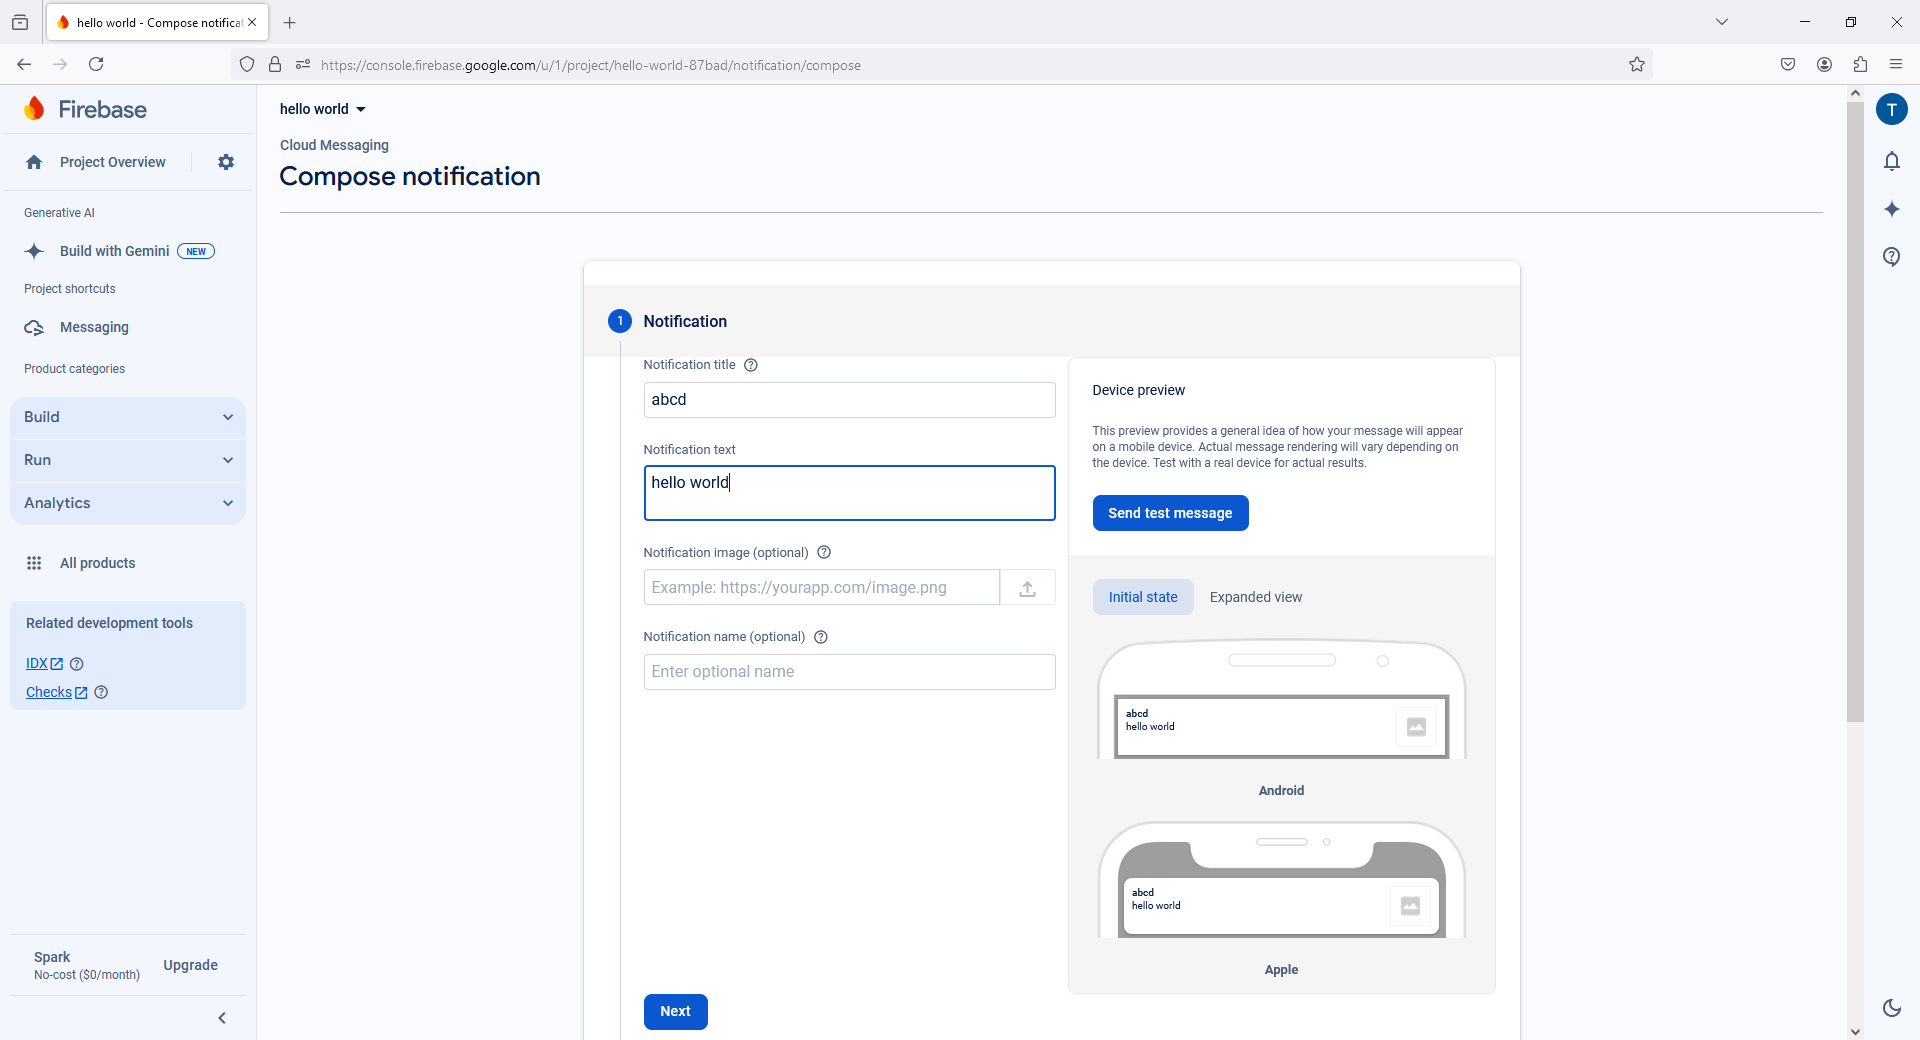 hello world - Compose notificat
https://console.firebase.google.com/u/1/project/hello-world-87bad/notification/compose
Firebase
Project Overview
Generative AI
Build with Gemini NEW
Project shortcuts
Messaging
Product categories
Build
Run
Analytics
All products
Related development tools
IDX
Checks
Spark
No-cost ($0/month)
Upgrade
hello world
Cloud Messaging
Compose notification
1 Notification
Notification title
abcd
Notification text
hello world
Notification image (optional)
Example: https://yourapp.com/image.png
Notification name (optional)
Enter optional name
Next
Device preview
This preview provides a general idea of how your message will appear
on a mobile device. Actual message rendering will vary depending on
the device. Test with a real device for actual results.
Send test message
Initial state Expanded view
abcd
hello world
Android
abcd
hello world
Apple
T